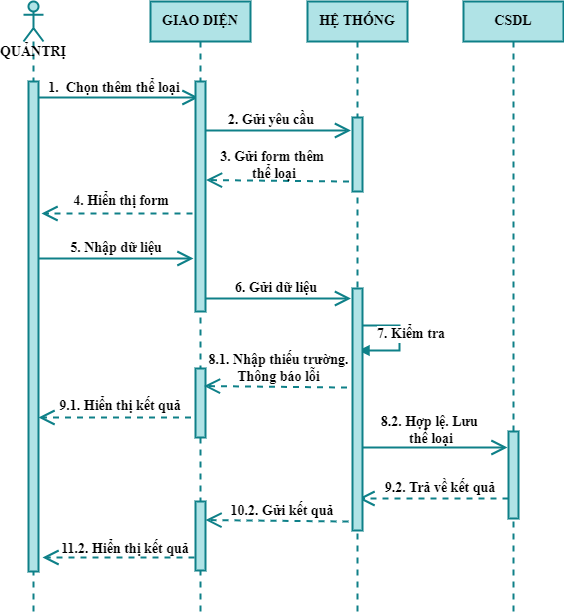 GIAO DIỆN
HỆ THỐNG
CSDL
QUẢN TRỊ
1. Chọn thêm thể loại
2. Gửi yêu cầu
3. Gửi form thêm
thể loại
4. Hiển thị form
5. Nhập dữ liệu
6. Gửi dữ liệu
7. Kiểm tra
8.1. Nhập thiếu trường.
Thông báo lỗi
9.1. Hiển thị kết quả
8.2. Hợp lệ. Lưu
thể loại
9.2. Trả về kết quả
10.2. Gửi kết quả
11.2. Hiển thị kết quả